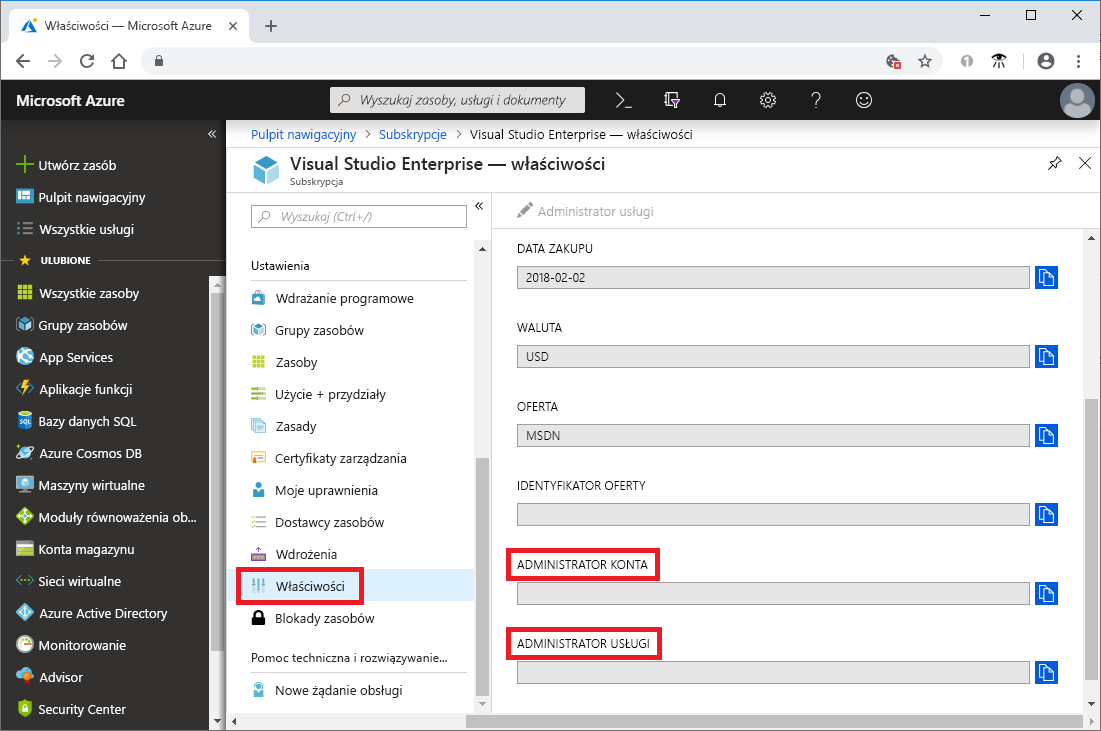 Właściwości — Microsoft Azure
Microsoft Azure
Wyszukaj zasoby, usługi i dokumenty
Pulpit nawigacyjny > Subskrypcje > Visual Studio Enterprise — właściwości
Visual Studio Enterprise — właściwości
Subskrypcja
Utwórz zasób
Pulpit nawigacyjny
Wszystkie usługi
ULUBIONE
Wszystkie zasoby
Grupy zasobów
App Services
Aplikacje funkcji
Bazy danych SQL
Azure Cosmos DB
Maszyny wirtualne
Moduły równoważenia ob...
Konta magazynu
Sieci wirtualne
Azure Active Directory
Monitorowanie
Advisor
Security Center
Wyszukaj (Ctrl+/)
Ustawienia
Wdrażanie programowe
Grupy zasobów
Zasoby
Użycie + przydziały
Zasady
Certyfikaty zarządzania
Moje uprawnienia
Dostawcy zasobów
Wdrożenia
Właściwości
Blokady zasobów
Pomoc techniczna i rozwiązywanie...
Nowe żądanie obsługi
Administrator usługi
DATA ZAKUPU
2018-02-02
WALUTA
USD
OFERTA
MSDN
IDENTYFIKATOR OFERTY
ADMINISTRATOR KONTA
ADMINISTRATOR USŁUGI